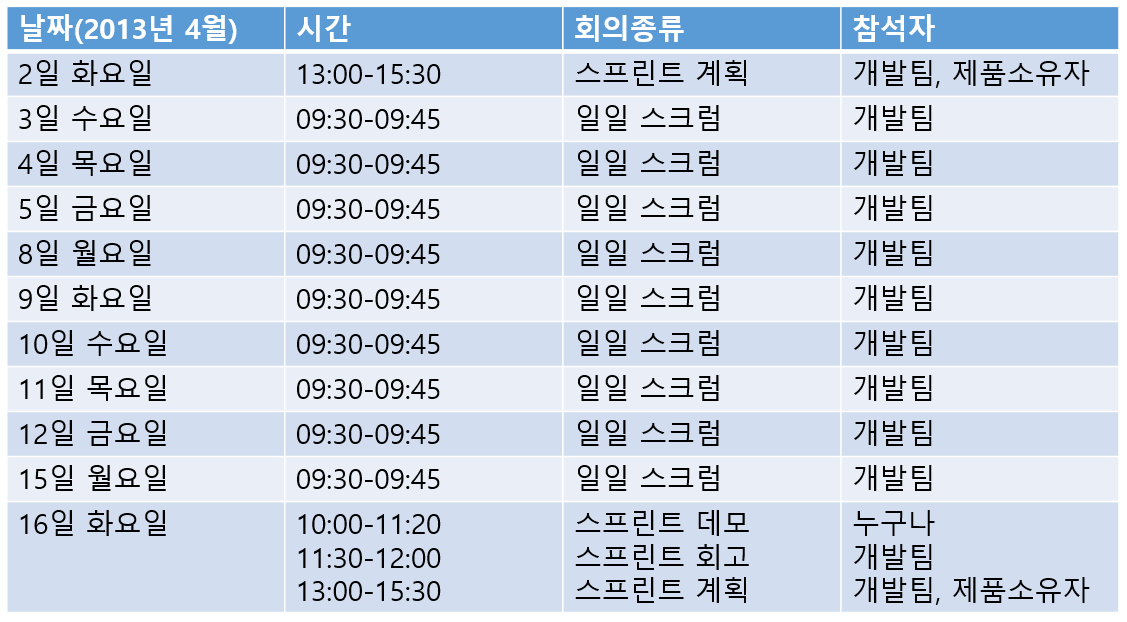 날짜(2013년 4월) 시간 회의종류 참석자
2일 화요일 13:00-15:30 스프린트 계획 개발팀, 제품소유자
3일 수요일 09:30-09:45 일일 스크럼 개발팀
4일 목요일 09:30-09:45 일일 스크럼 개발팀
5일 금요일 09:30-09:45 일일 스크럼 개발팀
8일 월요일 09:30-09:45 일일 스크럼 개발팀
9일 화요일 09:30-09:45 일일 스크럼 개발팀
10일 수요일 09:30-09:45 일일 스크럼 개발팀
11일 목요일 09:30-09:45 일일 스크럼 개발팀
12일 금요일 09:30-09:45 일일 스크럼 개발팀
15일 월요일 09:30-09:45 일일 스크럼 개발팀
16일 화요일 10:00-11:20 스프린트 데모 누구나
11:30-12:00 스프린트 회고 개발팀
13:00-15:30 스프린트 계획 개발팀, 제품소유자